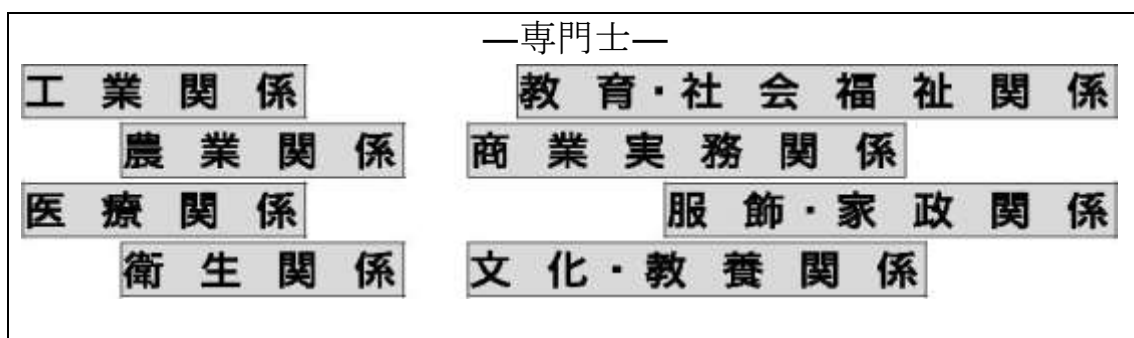 ―専門士―
工業関係
教育・社会福祉関係
農業関係
商業実務関係
医療関係
服飾・家政関係
衛生関係
文化・教養関係